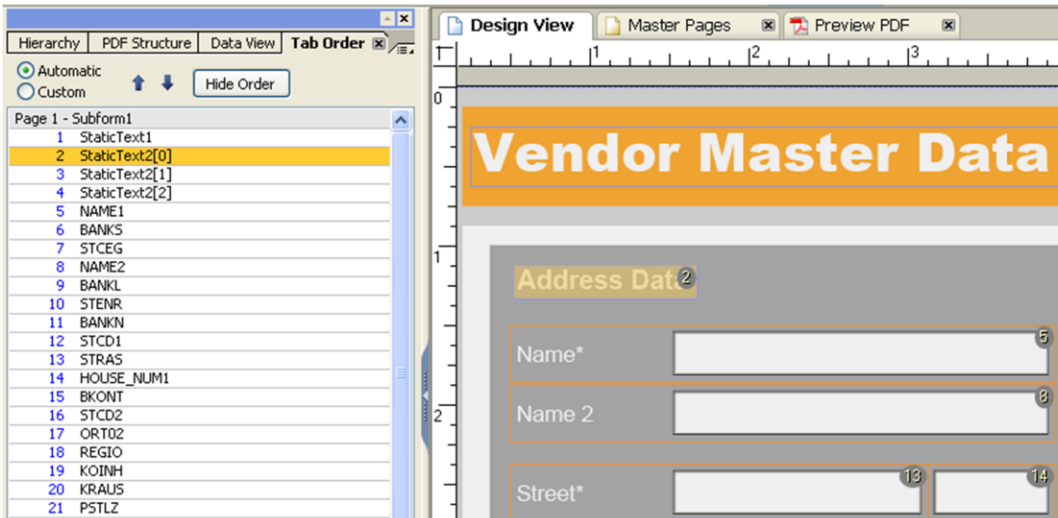 Hierarchy PDF Structure Data View Tab Order
Automatic
Custom
Hide Order
Page 1 - Subform1
1 StaticText1
2 StaticText2[0]
3 StaticText2[1]
4 StaticText2[2]
5 NAME1
6 BANKS
7 STCEG
8 NAME2
9 BANKL
10 STENR
11 BANKN
12 STCD1
13 STRAS
14 HOUSE_NUM1
15 BKONT
16 STCD2
17 ORT02
18 REGIO
19 KOINH
20 KRAUS
21 PSTLZ
Design View Master Pages Preview PDF
1 2 3
0
Vendor Master Data
1
Address Data 2
Name* 5
2
Name 2 8
Street* 13 14